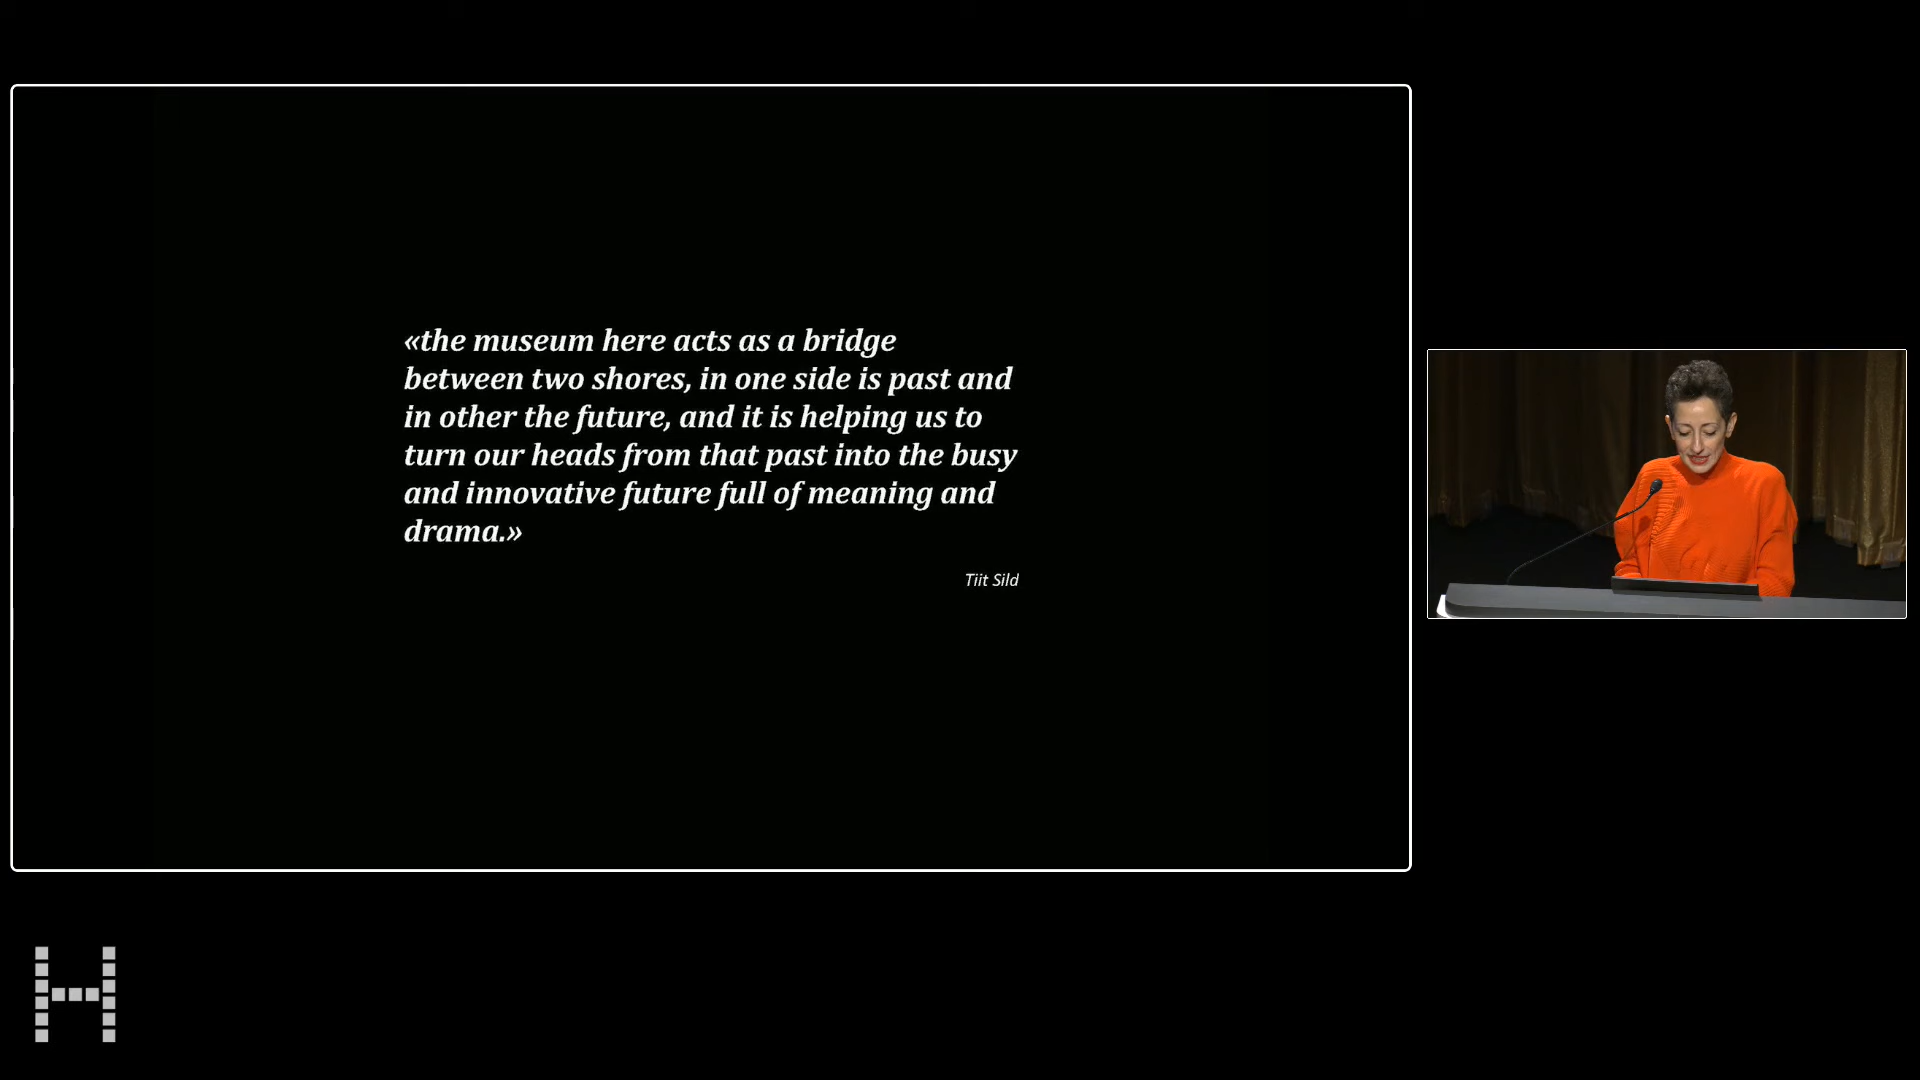 «the museum here acts as a bridge
between two shores, in one side is past and
in other the future, and it is helping us to
turn our heads from that past into the busy
and innovative future full of meaning and
drama.»
Tiit Sild
H